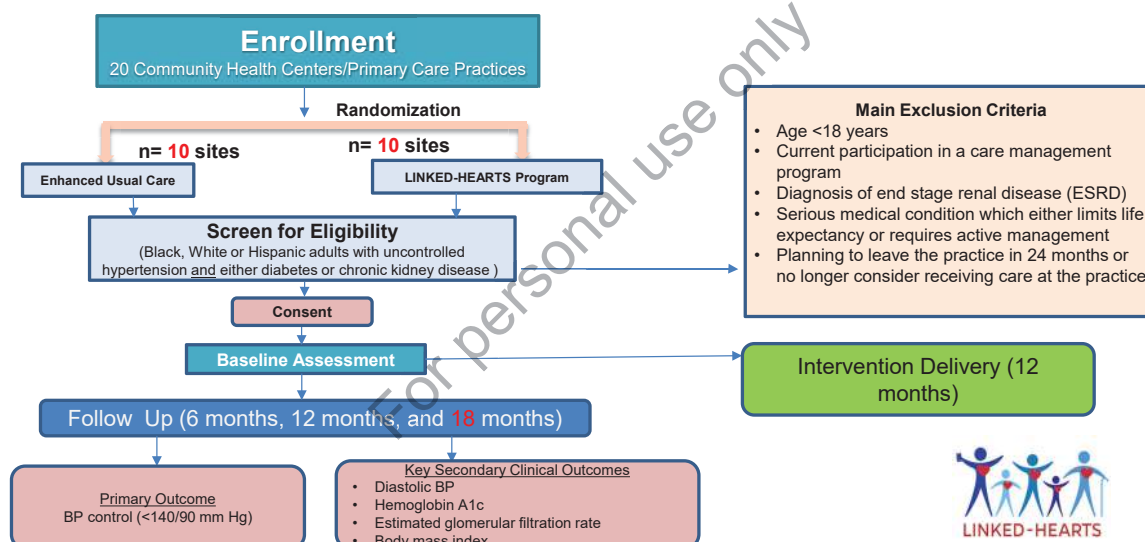 Enrollment
20 Community Health Centers/Primary Care Practices
Randomization
n= 10 sites
n= 10 sites
Enhanced Usual Care
LINKED-HEARTS Program
Screen for Eligibility
(Black, White or Hispanic adults with uncontrolled
hypertension and either diabetes or chronic kidney disease )
Main Exclusion Criteria
• Age <18 years
• Current participation in a care management
program
• Diagnosis of end stage renal disease (ESRD)
• Serious medical condition which either limits life
expectancy or requires active management
• Planning to leave the practice in 24 months or
no longer consider receiving care at the practice
Consent
Baseline Assessment
Intervention Delivery (12
months)
Follow Up (6 months, 12 months, and 18 months)
Primary Outcome
BP control (<140/90 mm Hg)
Key Secondary Clinical Outcomes
• Diastolic BP
• Hemoglobin A1c
• Estimated glomerular filtration rate
• Body mass index
LINKED-HEARTS
For personal use only